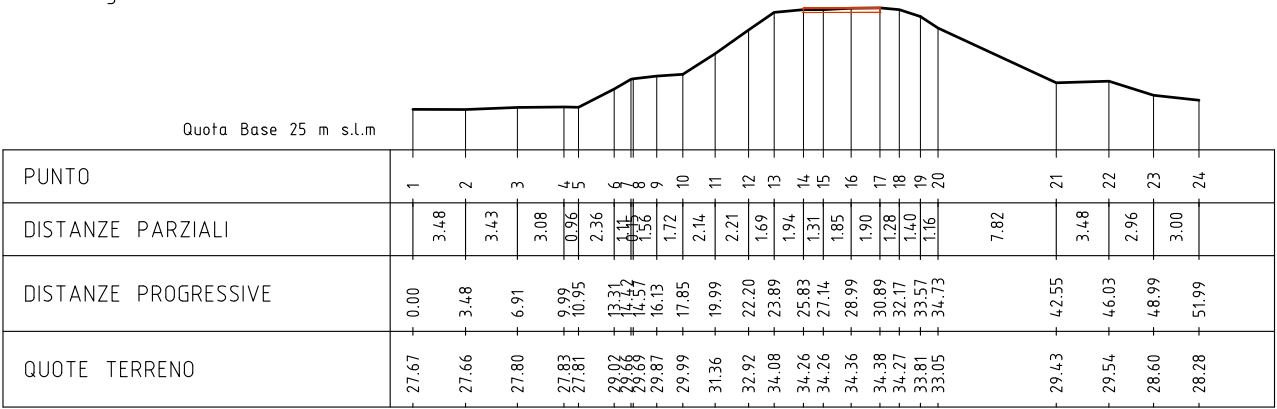 Quota Base 25 m s.l.m
PUNTO 1 2 3 4 5 6 7 8 9 10 11 12 13 14 15 16 17 18 19 20 21 22 23 24
DISTANZE PARZIALI 3.48 3.43 3.08 0.96 2.36 1.11 0.15 1.56 1.72 2.14 2.21 1.69 1.94 1.31 1.85 1.90 1.28 1.40 1.16 7.82 3.48 2.96 3.00
DISTANZE PROGRESSIVE 0.00 3.48 6.91 9.99 10.95 13.31 14.42 14.57 16.13 17.85 19.99 22.20 23.89 25.83 27.14 28.99 30.89 32.17 33.57 34.73 42.55 46.03 48.99 51.99
QUOTE TERRENO 27.67 27.66 27.80 27.83 27.81 29.02 29.66 29.69 29.87 29.99 31.36 32.92 34.08 34.26 34.26 34.36 34.38 34.27 33.81 33.05 29.43 29.54 28.60 28.28